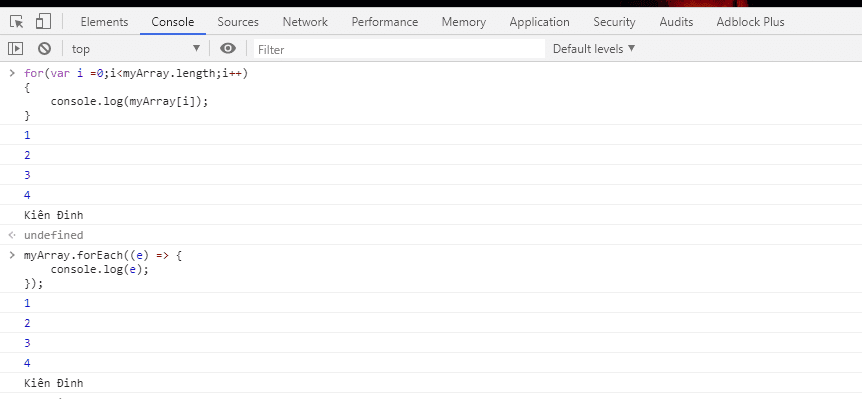 Elements Console Sources Network Performance Memory Application Security Audits Adblock Plus
top Filter Default levels
for(var i =0;i<myArray.length;i++)
{
console.log(myArray[i]);
}
1
2
3
4
Kiên Đinh
undefined
myArray.forEach((e) => {
console.log(e);
});
1
2
3
4
Kiên Đinh